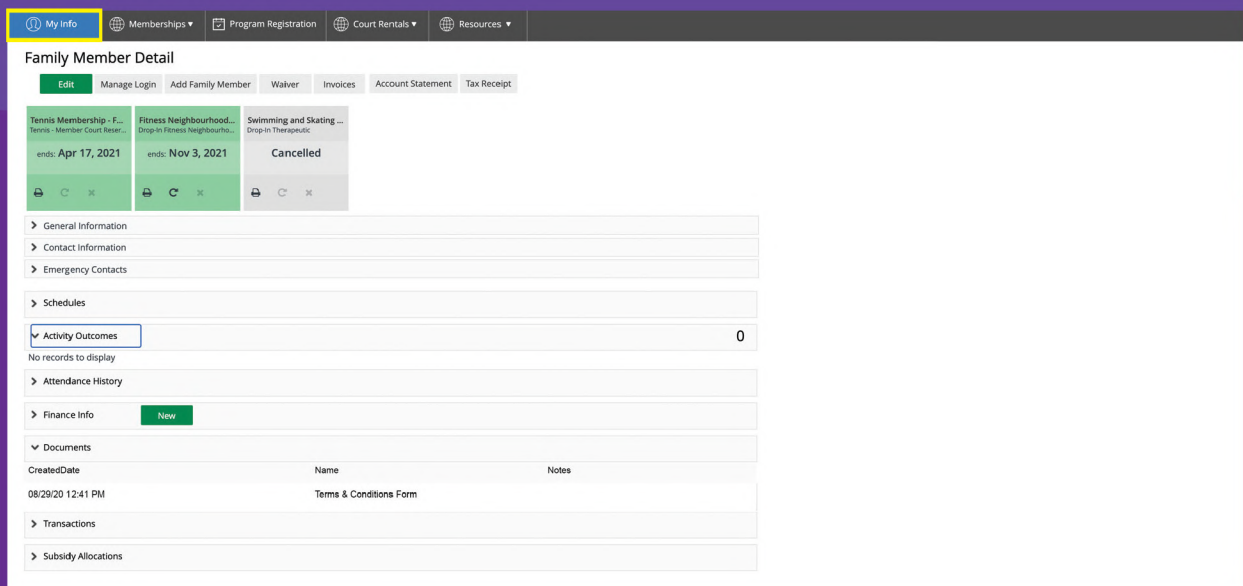 My Info Memberships ▾ Program Registration Court Rentals ▾ Resources ▾
Family Member Detail
Edit Manage Login Add Family Member Waiver Invoices Account Statement Tax Receipt
Tennis Membership - F... Fitness Neighbourhood... Swimming and Skating ...
Tennis - Member Court Reser... Drop-In Fitness Neighbourho... Drop-In Therapeutic
ends: Apr 17, 2021 ends: Nov 3, 2021 Cancelled
General Information
Contact Information
Emergency Contacts
Schedules
Activity Outcomes 0
No records to display
Attendance History
Finance Info New
Documents
CreatedDate Name Notes
08/29/20 12:41 PM Terms & Conditions Form
Transactions
Subsidy Allocations